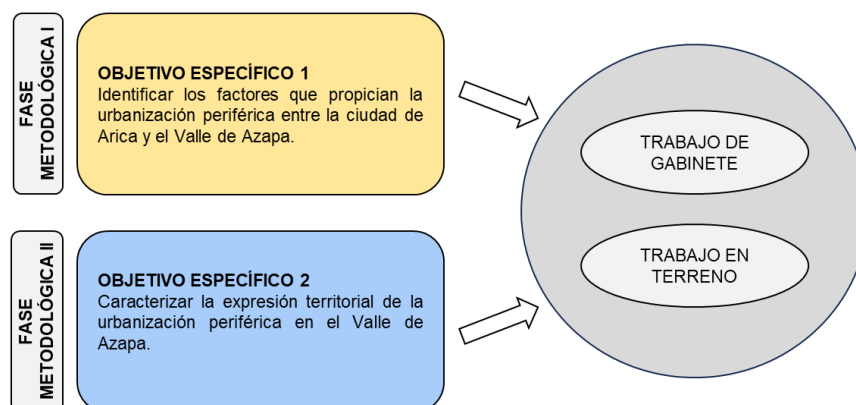 FASE
METODOLÓGICA I
OBJETIVO ESPECÍFICO 1
Identificar los factores que propician la
urbanización periférica entre la ciudad de
Arica y el Valle de Azapa.
FASE
METODOLÓGICA II
OBJETIVO ESPECÍFICO 2
Caracterizar la expresión territorial de la
urbanización periférica en el Valle de
Azapa.
TRABAJO DE
GABINETE
TRABAJO EN
TERRENO